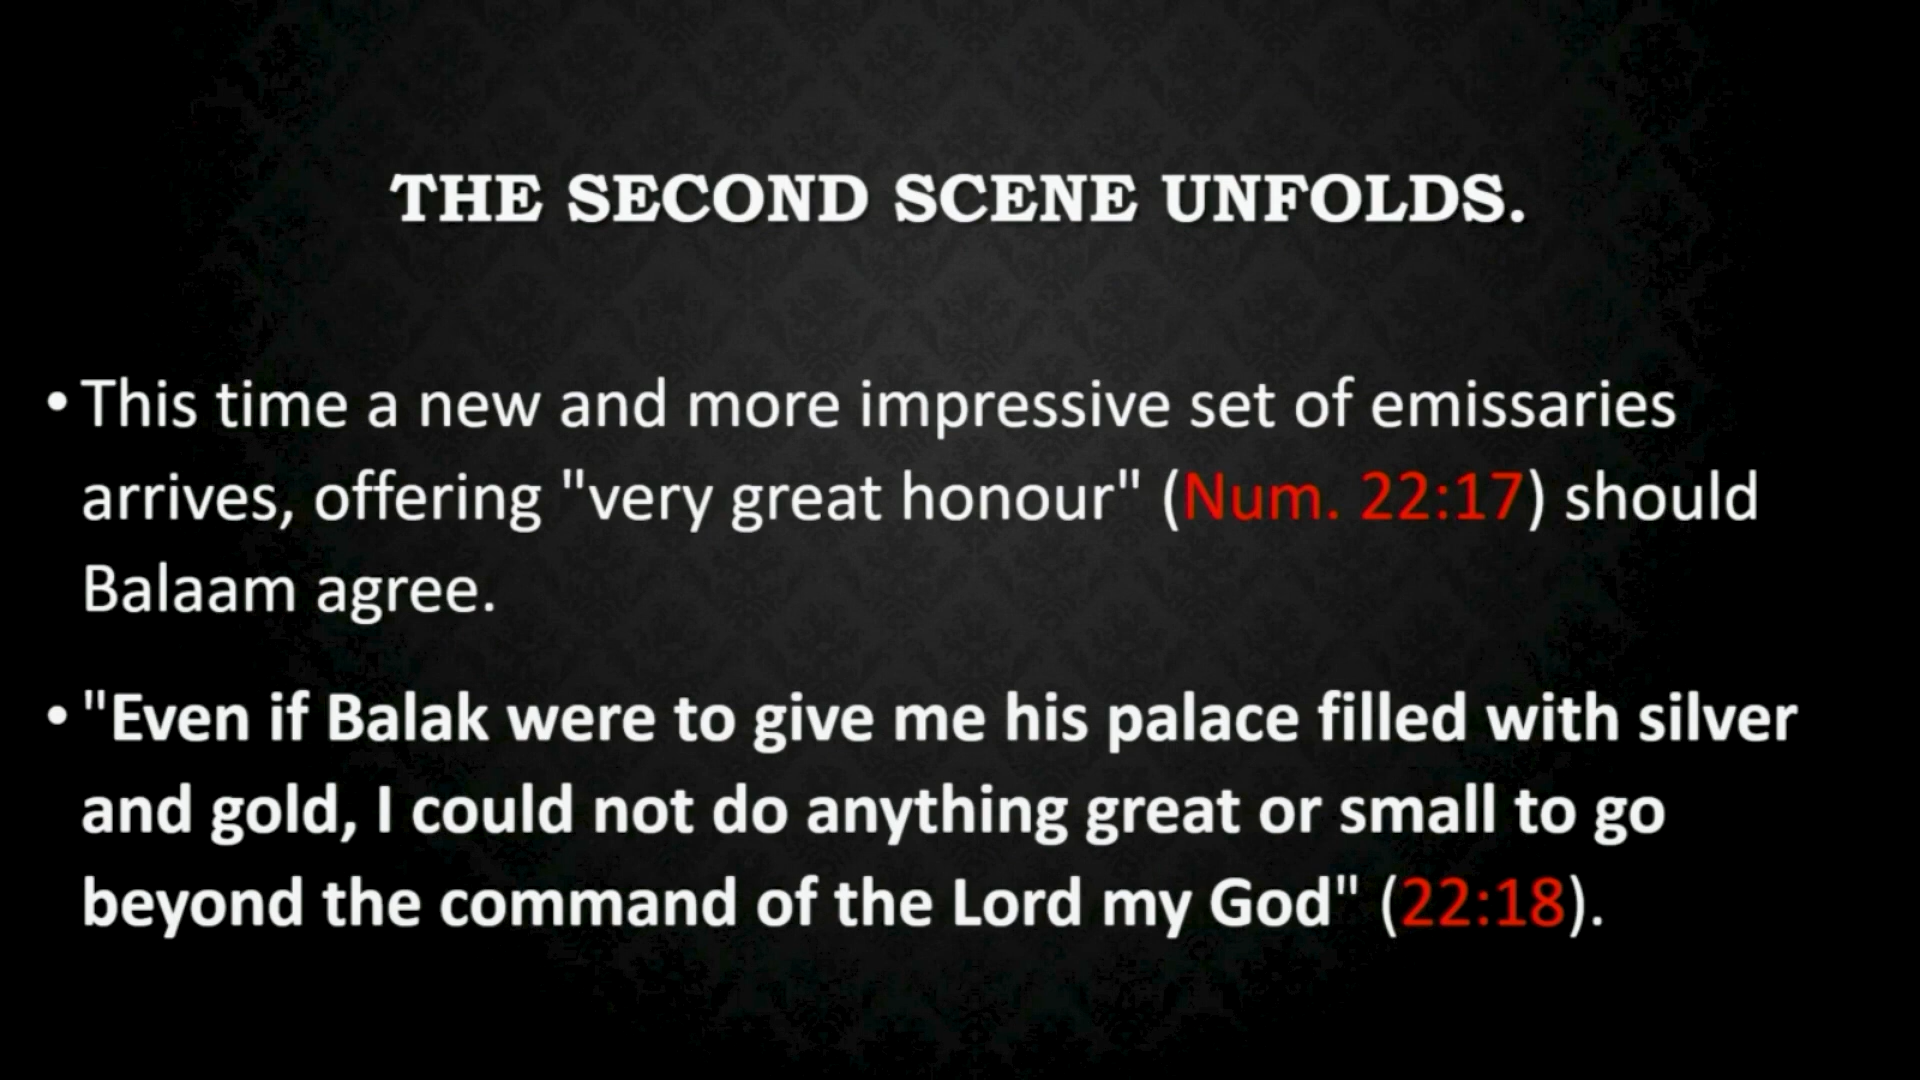 THE SECOND SCENE UNFOLDS.
• This time a new and more impressive set of emissaries
arrives, offering "very great honour" (Num. 22:17) should
Balaam agree.
• "Even if Balak were to give me his palace filled with silver
and gold, I could not do anything great or small to go
beyond the command of the Lord my God" (22:18).